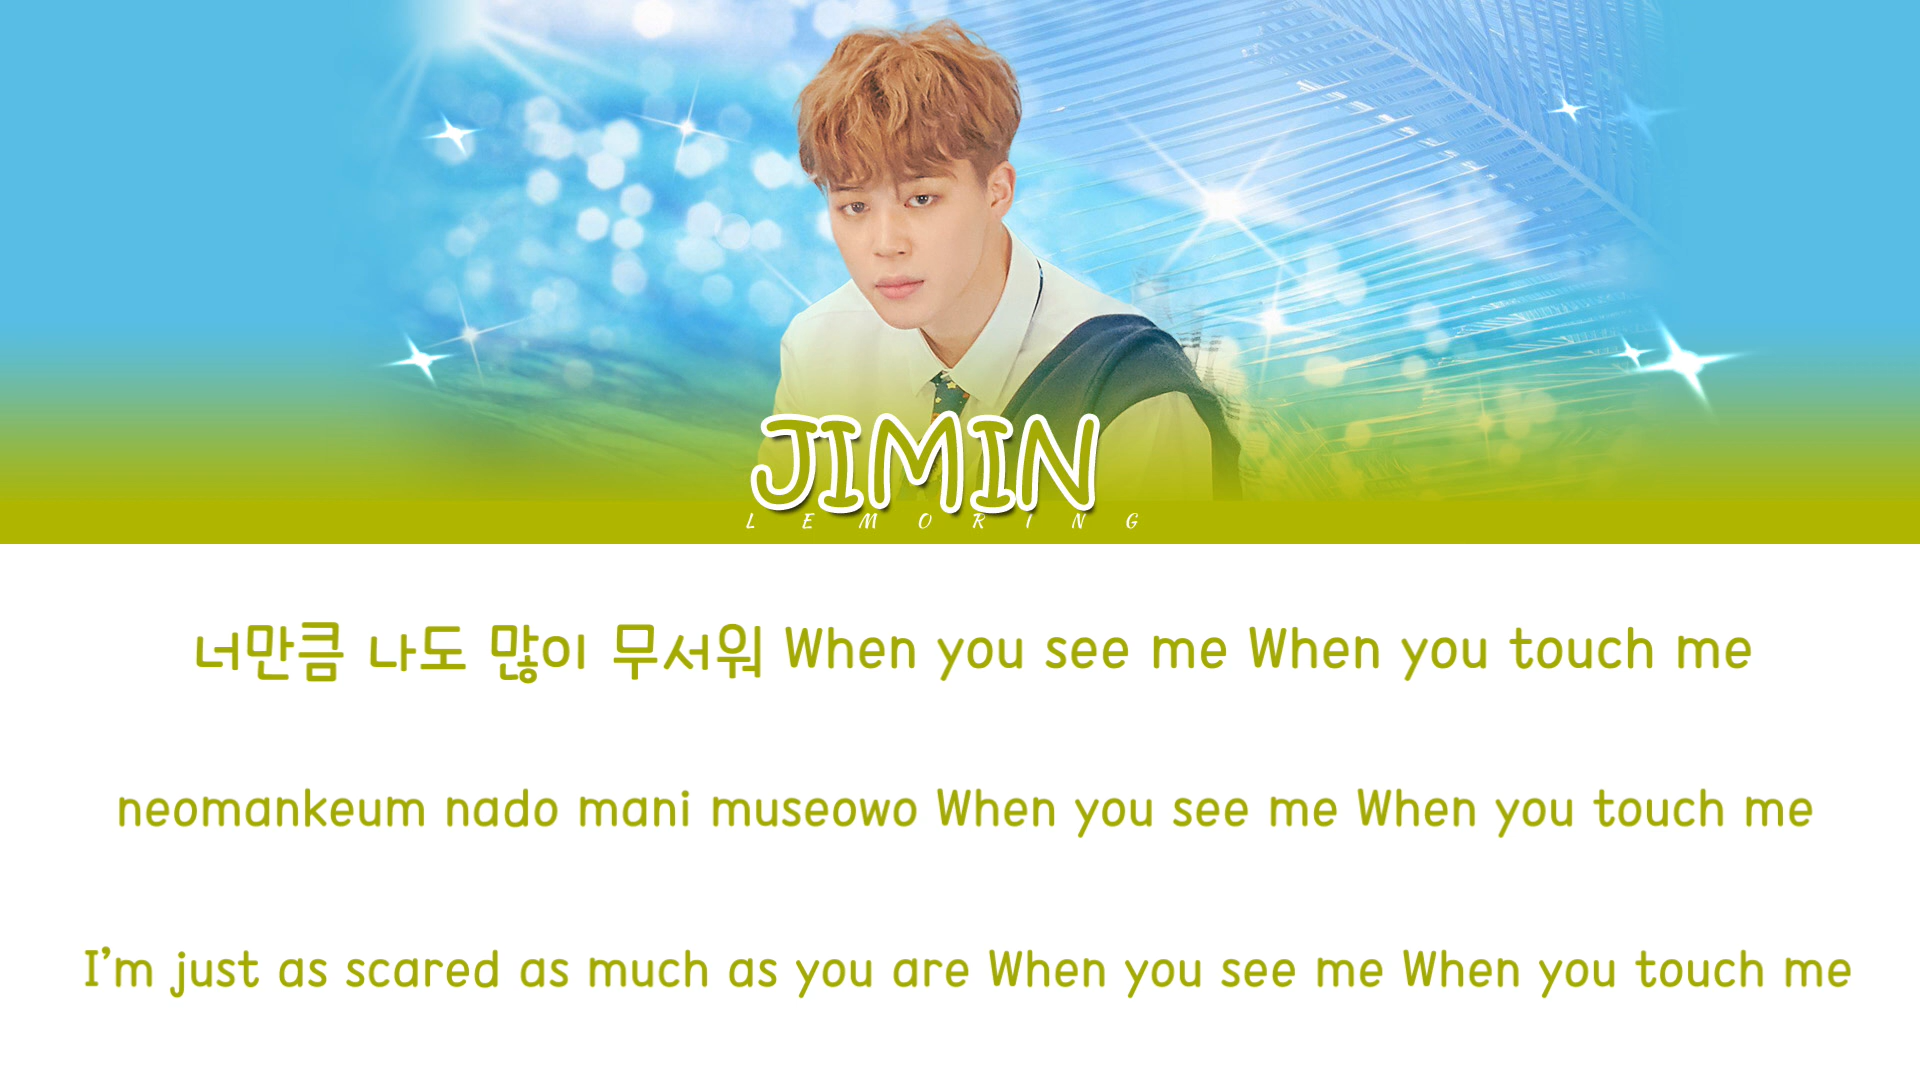 JIMIN
LEMORING
너만큼 나도 많이 무서워 When you see me When you touch me
neomankeum nado mani museowo When you see me When you touch me
I’m just as scared as much as you are When you see me When you touch me